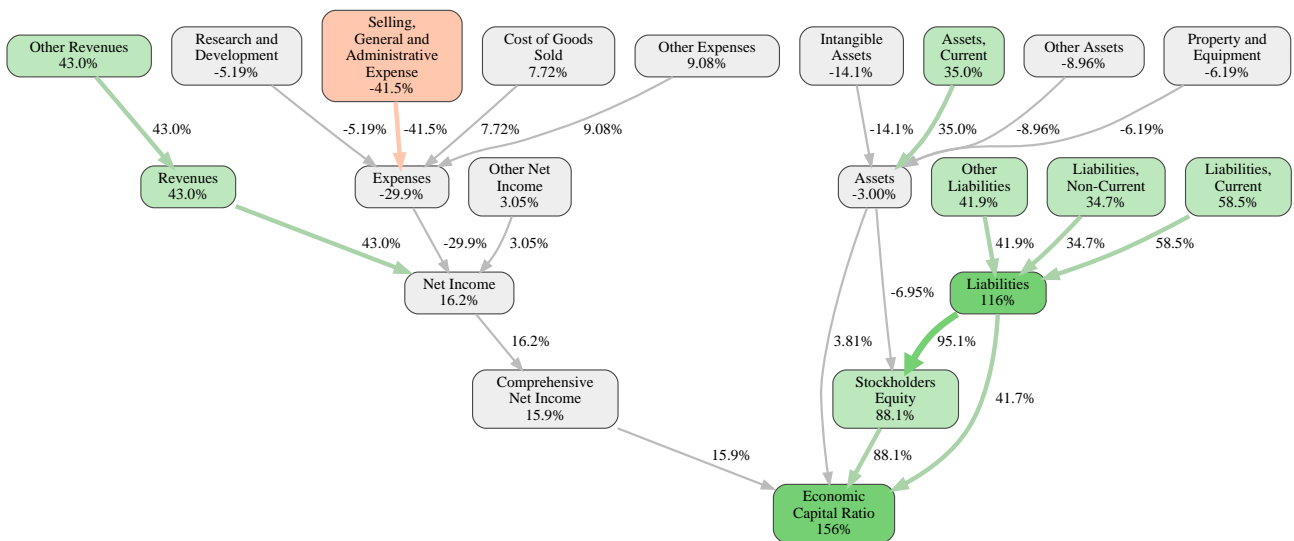 Other Revenues
43.0%
Research and
Development
-5.19%
Selling,
General and
Administrative
Expense
-41.5%
Cost of Goods
Sold
7.72%
Other Expenses
9.08%
Intangible
Assets
-14.1%
Assets,
Current
35.0%
Other Assets
-8.96%
Property and
Equipment
-6.19%
43.0%
-5.19%
-41.5%
7.72%
9.08%
-14.1%
35.0%
-8.96%
-6.19%
Revenues
43.0%
Expenses
-29.9%
Other Net
Income
3.05%
Assets
-3.00%
Other
Liabilities
41.9%
Liabilities,
Non-Current
34.7%
Liabilities,
Current
58.5%
43.0%
-29.9%
3.05%
41.9%
34.7%
58.5%
Net Income
16.2%
-6.95%
Liabilities
116%
16.2%
3.81%
95.1%
Comprehensive
Net Income
15.9%
Stockholders
Equity
88.1%
41.7%
15.9%
88.1%
Economic
Capital Ratio
156%